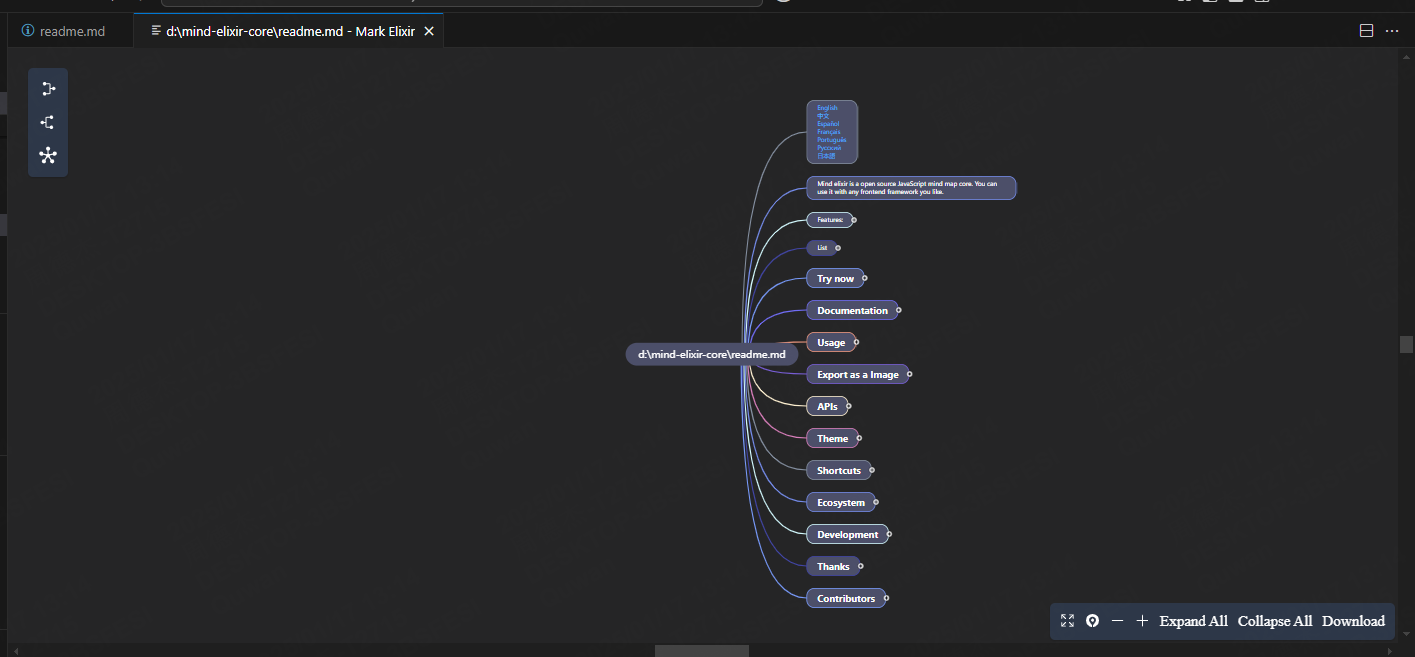 readme.md
d:\mind-elixir-core\readme.md - Mark Elixir
English
中文
Español
Français
Português
Русский
日本語
Mind elixir is a open source JavaScript mind map core. You can
use it with any frontend framework you like.
Features:
List
Try now
Documentation
Usage
d:\mind-elixir-core\readme.md
Export as a Image
APIs
Theme
Shortcuts
Ecosystem
Development
Thanks
Contributors
Expand All Collapse All Download